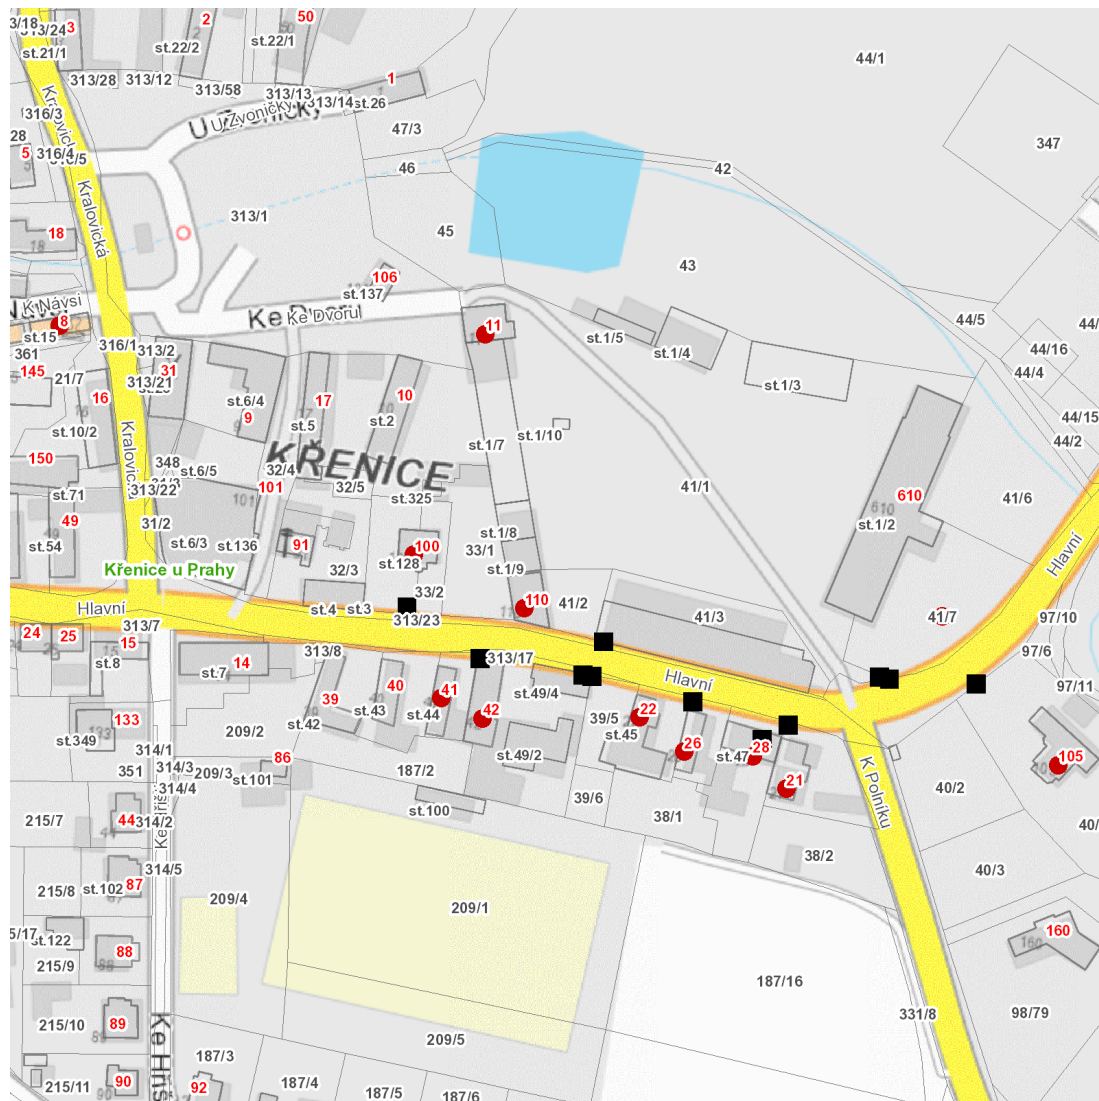 3/18
313/24
3
2
50
st.21/1
st.22/2
st.22/1
44/1
313/28
313/12
313/58
313/13
313/14
st.26
1
U Zvoničky
316/3
28
5
316/4
47/3
347
46
42
Kralovická
313/1
45
18
43
106
st.137
K Návsi
Ke Dvoru
Ke Dvorul
8
st.15
11
44/5
44/
361
316/1
313/2
st.1/5
st.1/4
44/16
44/4
145
21/7
31
313/21
st.1/3
16
st.6/4
17
10
9
st.5
st.2
44/15
44/2
st.10/2
st.1/10
st.1/7
Kralovická
KŘENICE
150
348
st.6/5
32/4
st.71
313/22
101
101
32/5
st.325
41/1
610
610
41/6
49
31/2
st.1/2
st.54
st.6/3
st.136
91
100
st.128
st.1/8
33/1
st.1/9
Křenice u Prahy
32/3
33/2
Hlavní
Hlavní
st.4
st.3
110
41/2
41/3
41/7
97/10
313/7
313/23
24
25
15
st.8
14
st.7
313/8
313/17
97/6
Hlavní
39
40
41
st.49/4
97/11
st.42
st.43
st.44
42
39/5
22
st.45
133
st.349
209/2
26
28
st.47
105
314/1
86
st.49/2
351
314/3
209/3
st.101
187/2
21
40/2
314/4
39/6
K Polníku
st.100
215/7
44
314/2
38/1
40/
38/2
314/5
40/3
215/8
st.102
87
209/4
209/1
5/17
st.122
88
160
160
215/9
187/16
215/10
89
331/8
98/79
209/5
187/3
215/11
90
92
187/4
187/5
187/6